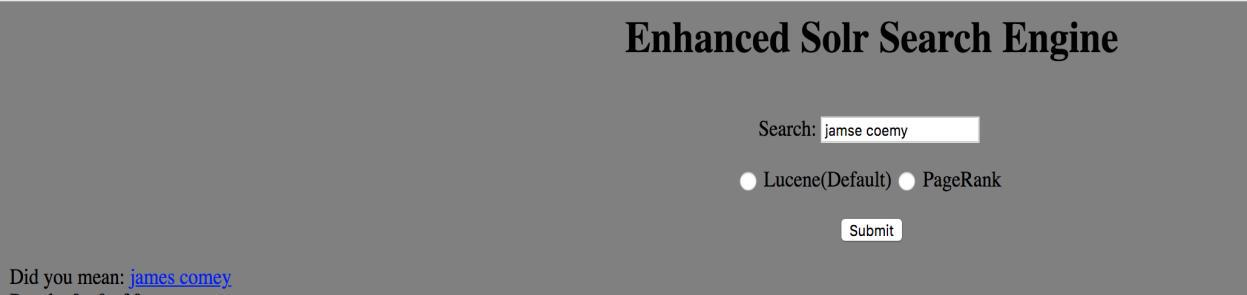 Enhanced Solr Search Engine
Search: jamse coemy
Lucene(Default) PageRank
Submit
Did you mean: james comey